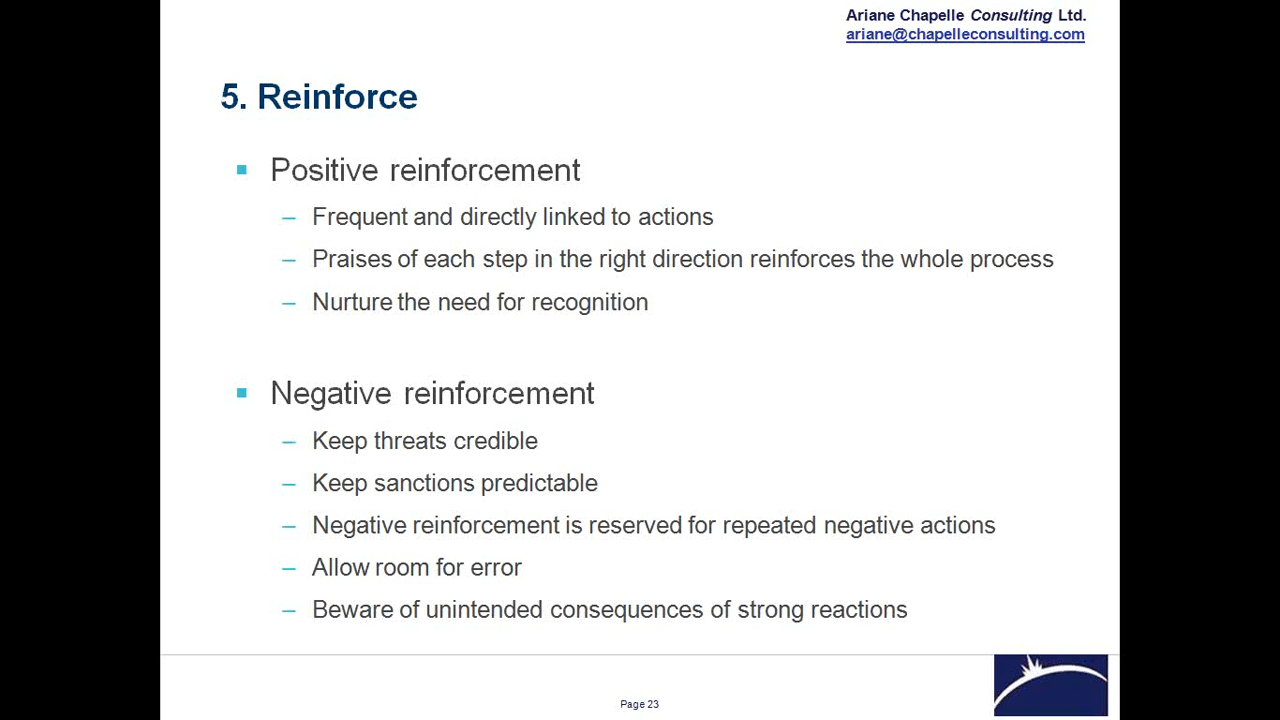 Ariane Chapelle Consulting Ltd.
ariane@chapelleconsulting.com
5. Reinforce
▪ Positive reinforcement
– Frequent and directly linked to actions
– Praises of each step in the right direction reinforces the whole process
– Nurture the need for recognition
▪ Negative reinforcement
– Keep threats credible
– Keep sanctions predictable
– Negative reinforcement is reserved for repeated negative actions
– Allow room for error
– Beware of unintended consequences of strong reactions
Page 23